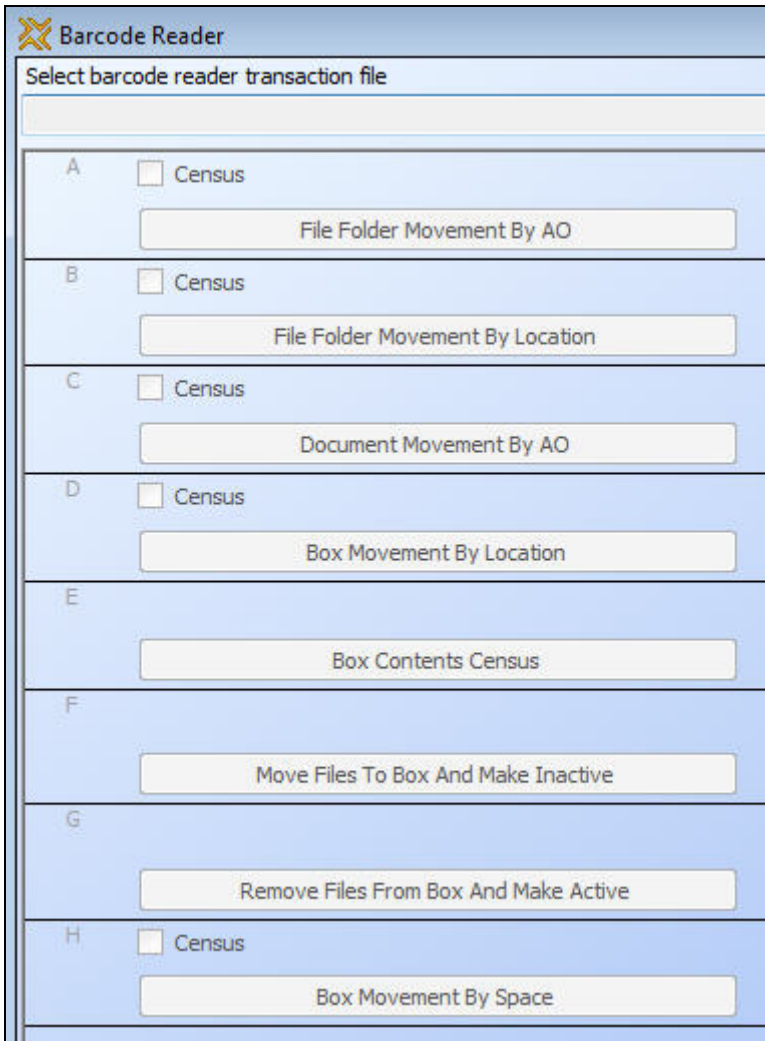 Barcode Reader
Select barcode reader transaction file
A
Census
File Folder Movement By AO
B
Census
File Folder Movement By Location
C
Census
Document Movement By AO
D
Census
Box Movement By Location
E
Box Contents Census
F
Move Files To Box And Make Inactive
G
Remove Files From Box And Make Active
H
Census
Box Movement By Space